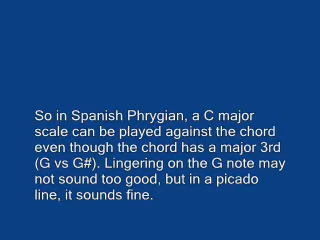 So in Spanish Phrygian, a C major
scale can be played against the chord
even though the chord has a major 3rd
(G vs G#). Lingering on the G note may
not sound too good, but in a picado
line, it sounds fine.